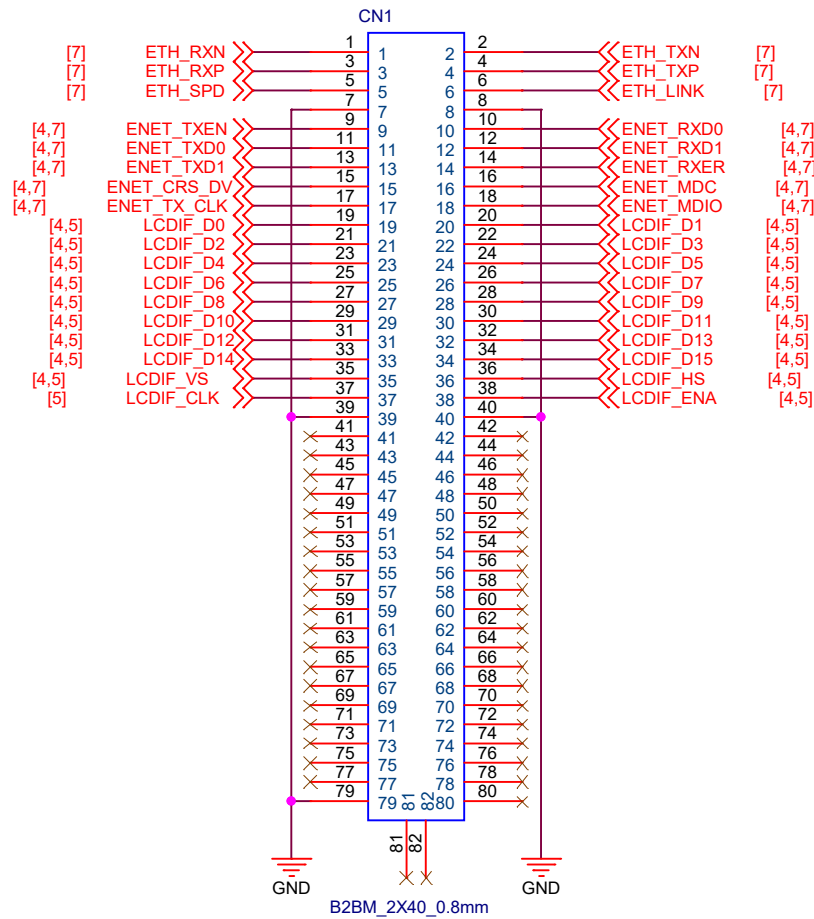 CN1
[7] ETH_RXN 1 1 2 2 ETH_TXN [7]
[7] ETH_RXP 3 3 4 4 ETH_TXP [7]
[7] ETH_SPD 5 5 6 6 ETH_LINK [7]
7 7 8 8
[4,7] ENET_TXEN 9 9 10 10 ENET_RXD0 [4,7]
[4,7] ENET_TXD0 11 11 12 12 ENET_RXD1 [4,7]
[4,7] ENET_TXD1 13 13 14 14 ENET_RXER [4,7]
[4,7] ENET_CRS_DV 15 15 16 16 ENET_MDC [4,7]
[4,7] ENET_TX_CLK 17 17 18 18 ENET_MDIO [4,7]
[4,5] LCDIF_D0 19 19 20 20 LCDIF_D1 [4,5]
[4,5] LCDIF_D2 21 21 22 22 LCDIF_D3 [4,5]
[4,5] LCDIF_D4 23 23 24 24 LCDIF_D5 [4,5]
[4,5] LCDIF_D6 25 25 26 26 LCDIF_D7 [4,5]
[4,5] LCDIF_D8 27 27 28 28 LCDIF_D9 [4,5]
[4,5] LCDIF_D10 29 29 30 30 LCDIF_D11 [4,5]
[4,5] LCDIF_D12 31 31 32 32 LCDIF_D13 [4,5]
[4,5] LCDIF_D14 33 33 34 34 LCDIF_D15 [4,5]
[4,5] LCDIF_VS 35 35 36 36 LCDIF_HS [4,5]
[5] LCDIF_CLK 37 37 38 38 LCDIF_ENA [4,5]
39 39 40 40
41 41 42 42
43 43 44 44
45 45 46 46
47 47 48 48
49 49 50 50
51 51 52 52
53 53 54 54
55 55 56 56
57 57 58 58
59 59 60 60
61 61 62 62
63 63 64 64
65 65 66 66
67 67 68 68
69 69 70 70
71 71 72 72
73 73 74 74
75 75 76 76
77 77 78 78
79 79 81 82 80 80
81 82
GND GND
B2BM_2X40_0.8mm